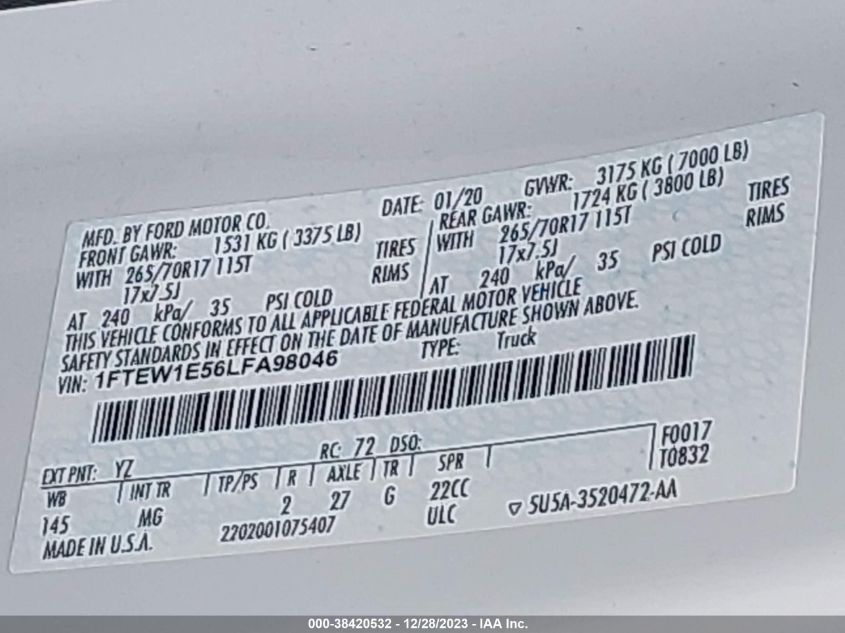 MFD. BY FORD MOTOR CO. DATE: 01/20 GVWR: 3175 KG ( 7000 LB)
FRONT GAWR: 1531 KG ( 3375 LB) REAR GAWR: 1724 KG ( 3800 LB)
WITH 265/70R17 115T TIRES WITH 265/70R17 115T TIRES
17x7.5J RIMS 17x7.5J RIMS
AT 240 kPa/ 35 PSI COLD AT 240 kPa/ 35 PSI COLD
THIS VEHICLE CONFORMS TO ALL APPLICABLE FEDERAL MOTOR VEHICLE
SAFETY STANDARDS IN EFFECT ON THE DATE OF MANUFACTURE SHOWN ABOVE.
VIN: 1FTEW1E56LFA98046 TYPE: Truck
EXT PNT: YZ RC: 72 DSO: F0017
WB INT TR TP/PS R AXLE TR SPR T0832
145 MG 2 27 G 22CC
MADE IN U.S.A. 2202001075407 ULC 5U5A-3520472-AA
000-38420532 - 12/28/2023 - IAA Inc.